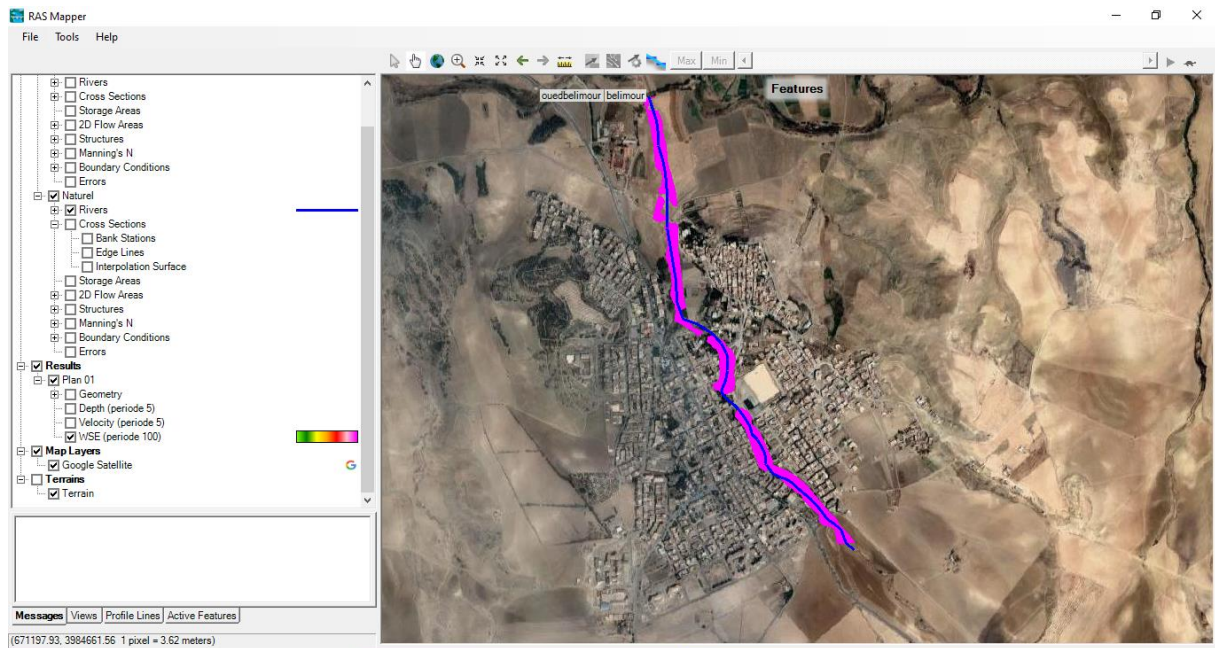 RAS Mapper
File Tools Help
Max Min
Rivers
Cross Sections
Storage Areas
2D Flow Areas
Structures
Manning's N
Boundary Conditions
Errors
Naturel
Rivers
Cross Sections
Bank Stations
Edge Lines
Interpolation Surface
Storage Areas
2D Flow Areas
Structures
Manning's N
Boundary Conditions
Errors
Results
Plan 01
Geometry
Depth (periode 5)
Velocity (periode 5)
WSE (periode 100)
Map Layers
Google Satellite
G
Terrains
Terrain
Messages Views Profile Lines Active Features
(671197.93, 3984661.56 1 pixel = 3.62 meters)
Features
ouedbelimour belimour